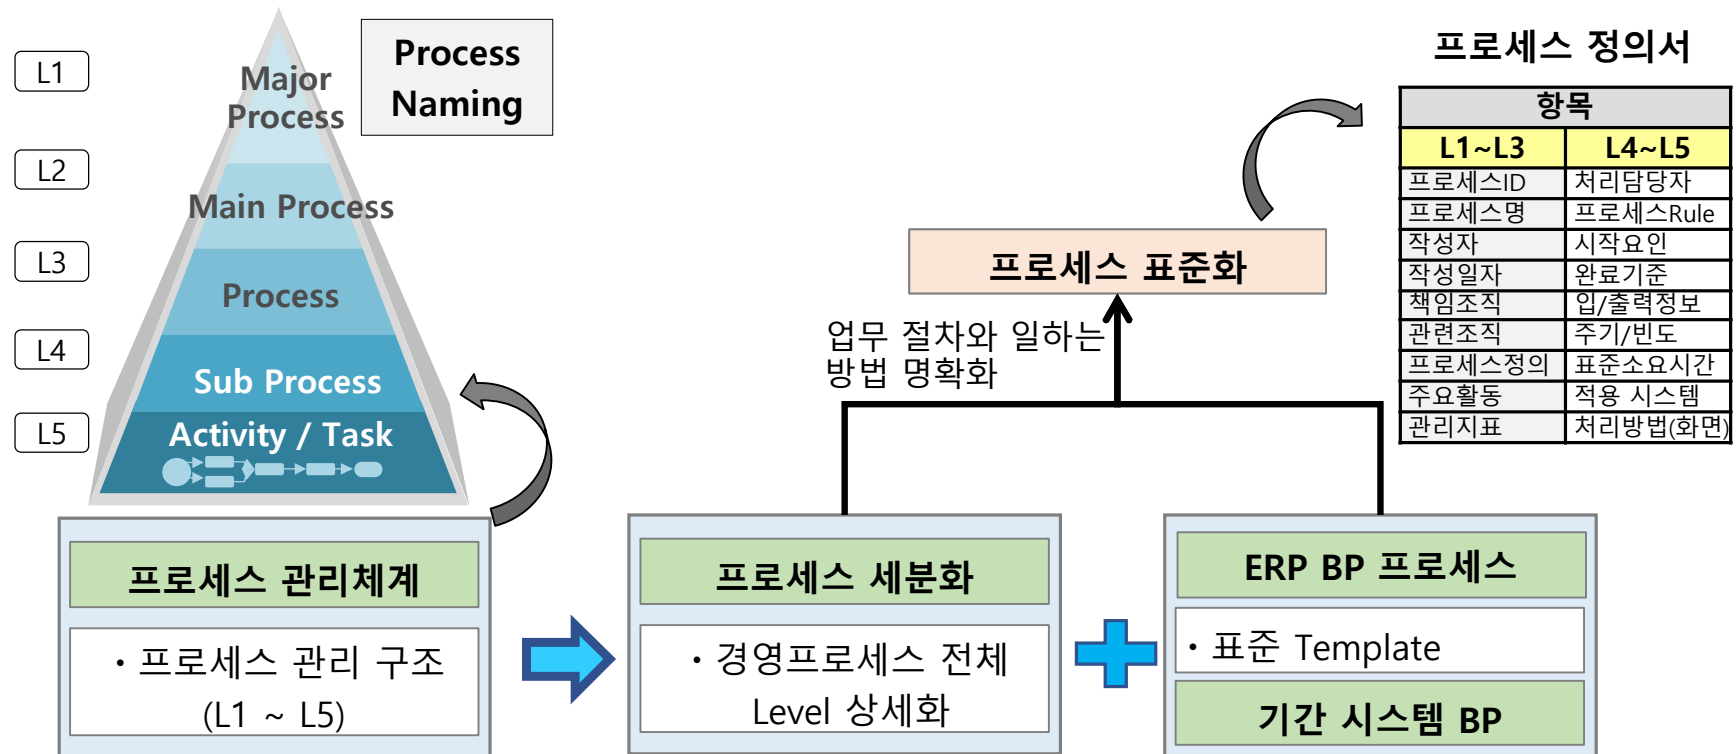 L1
L2
L3
L4
L5
Major
Process
Main Process
Process
Sub Process
Activity / Task
Process
Naming
프로세스 관리체계
・프로세스 관리 구조
(L1 ~ L5)
프로세스 세분화
・경영프로세스 전체
Level 상세화
ERP BP 프로세스
・표준 Template
기간 시스템 BP
업무 절차와 일하는
방법 명확화
프로세스 표준화
프로세스 정의서
항목
L1~L3 L4~L5
프로세스ID 처리담당자
프로세스명 프로세스Rule
작성자 시작요인
작성일자 완료기준
책임조직 입/출력정보
관련조직 주기/빈도
프로세스정의 표준소요시간
주요활동 적용 시스템
관리지표 처리방법(화면)